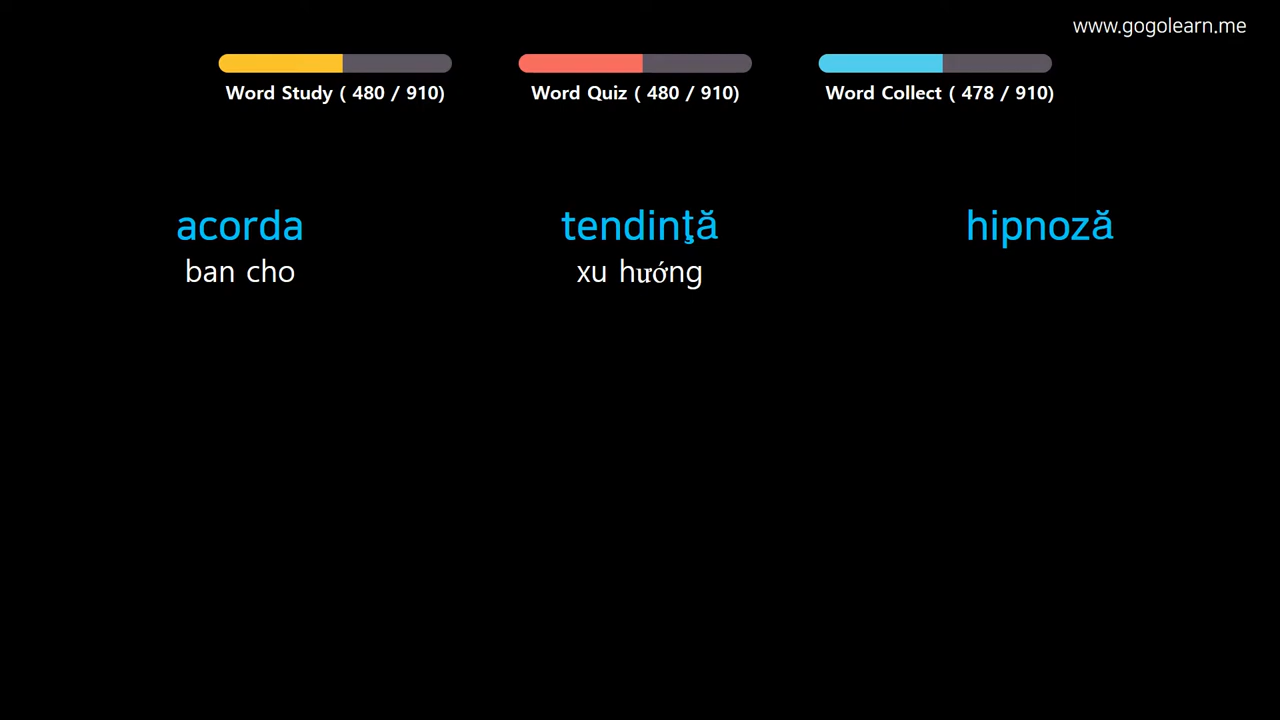 www.gogolearn.me
Word Study ( 480 / 910)
Word Quiz ( 480 / 910)
Word Collect ( 478 / 910)
acorda
ban cho
tendinţă
xu hướng
hipnoză